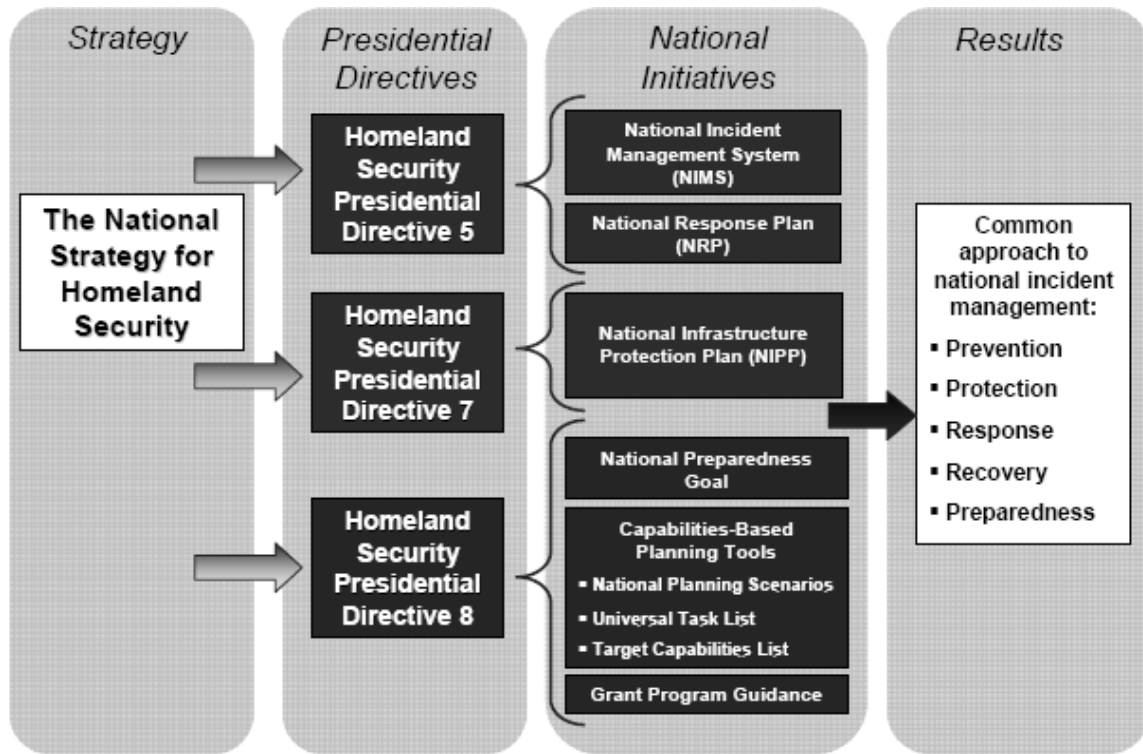 Strategy
The National
Strategy for
Homeland
Security
Presidential
Directives
Homeland
Security
Presidential
Directive 5
Homeland
Security
Presidential
Directive 7
Homeland
Security
Presidential
Directive 8
National
Initiatives
National Incident
Management System
(NIMS)
National Response Plan
(NRP)
National Infrastructure
Protection Plan (NIPP)
National Preparedness
Goal
Capabilities-Based
Planning Tools
▪ National Planning Scenarios
▪ Universal Task List
▪ Target Capabilities List
Grant Program Guidance
Results
Common
approach to
national incident
management:
▪ Prevention
▪ Protection
▪ Response
▪ Recovery
▪ Preparedness